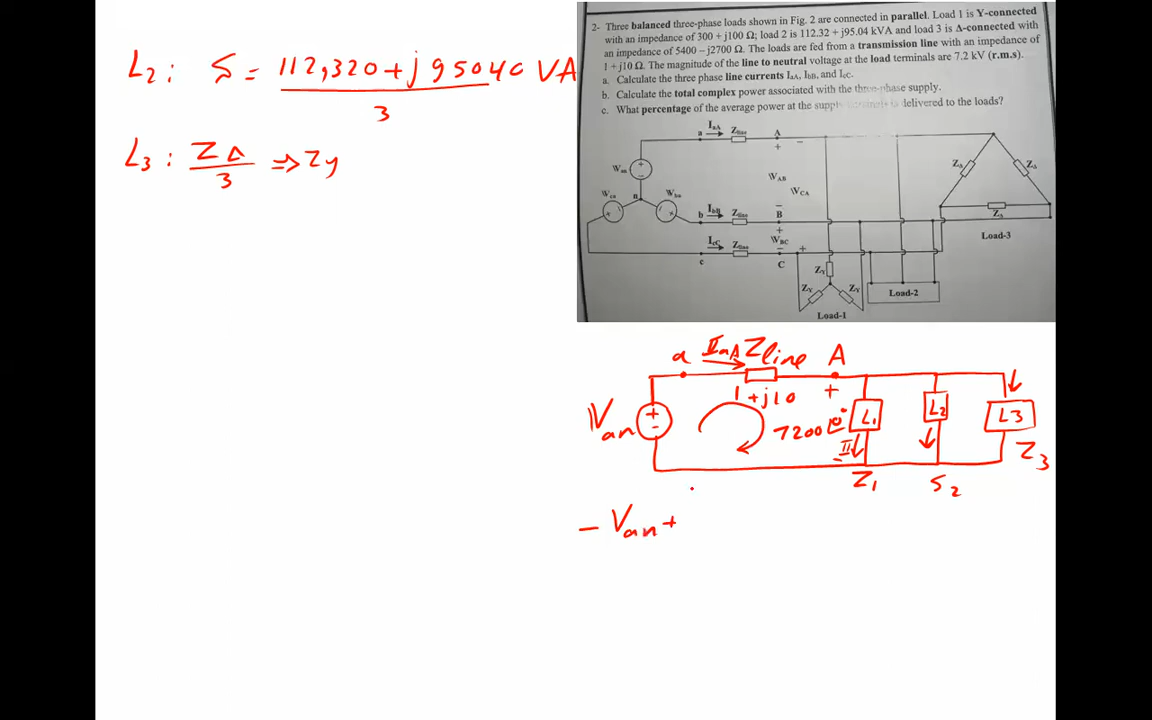 L2 : S = 112,320 + j 95040 VA
3
L3 : ZΔ / 3 => Zy
2- Three balanced three-phase loads shown in Fig. 2 are connected in parallel. Load 1 is Y-connected
with an impedance of 300 + j100 Ω; load 2 is 112.32 + j95.04 kVA and load 3 is Δ-connected with
an impedance of 5400 – j2700 Ω. The loads are fed from a transmission line with an impedance of
1 + j10 Ω. The magnitude of the line to neutral voltage at the load terminals are 7.2 kV (r.m.s).
a. Calculate the three phase line currents IaA, IbB, and IcC.
b. Calculate the total complex power associated with the three-phase supply.
c. What percentage of the average power at the supply delivered to the loads?
IaA Zline
a A
+
–
ZΔ ZΔ
Van
VAB
VCA
Vcn n Vbn
–
IbB Zline
b B
ZΔ
+
IcC Zline VBC
–
+
c C
Load-3
ZY
ZY ZY
Load-2
Load-1
a IaA Zline A
1 + j10 +
Van + - 7200 0° L1 L2 L3
I1
-
Z1 S2 Z3
- Van +